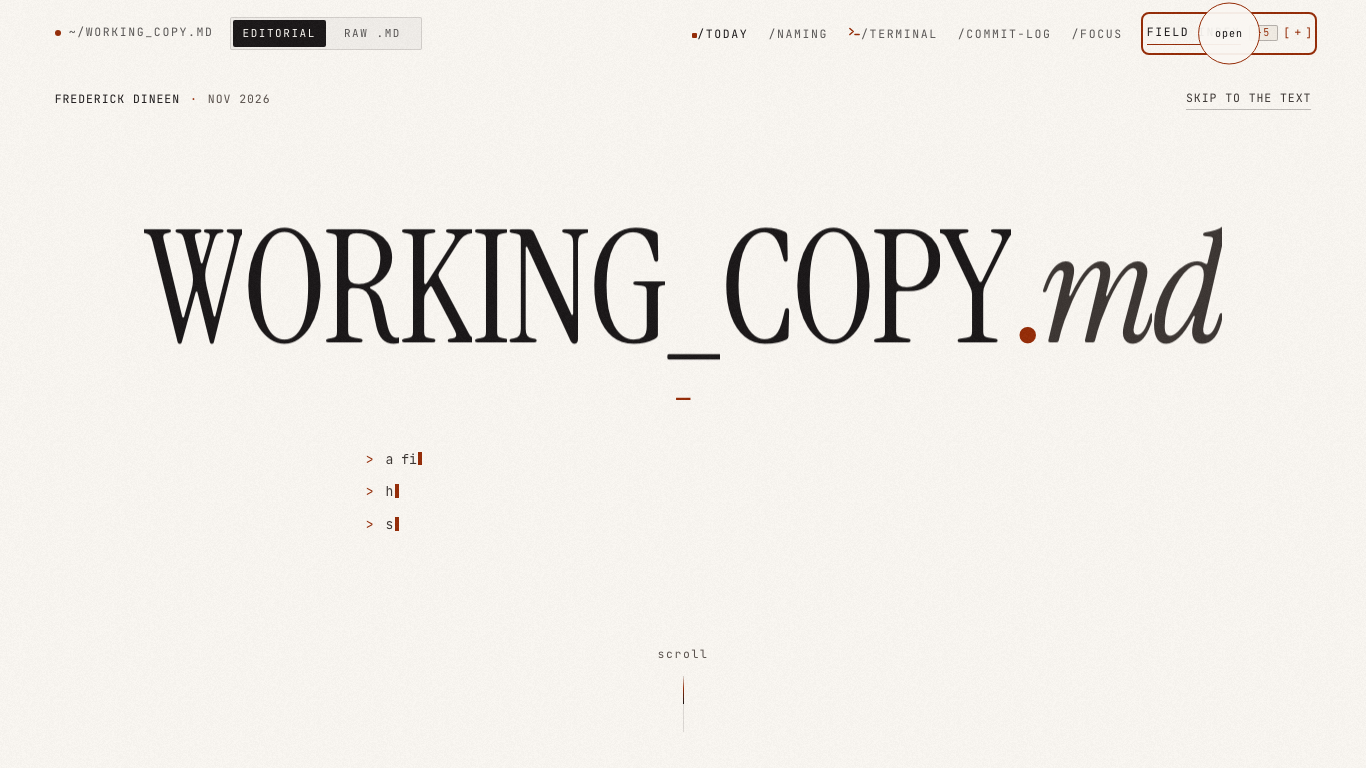 ~/WORKING_COPY.MD EDITORIAL RAW .MD /TODAY /NAMING /TERMINAL /COMMIT-LOG /FOCUS FIELD open 5 [+]
FREDERICK DINEEN · NOV 2026 SKIP TO THE TEXT
WORKING_COPY.md
—
> a fi
> h
> s
scroll